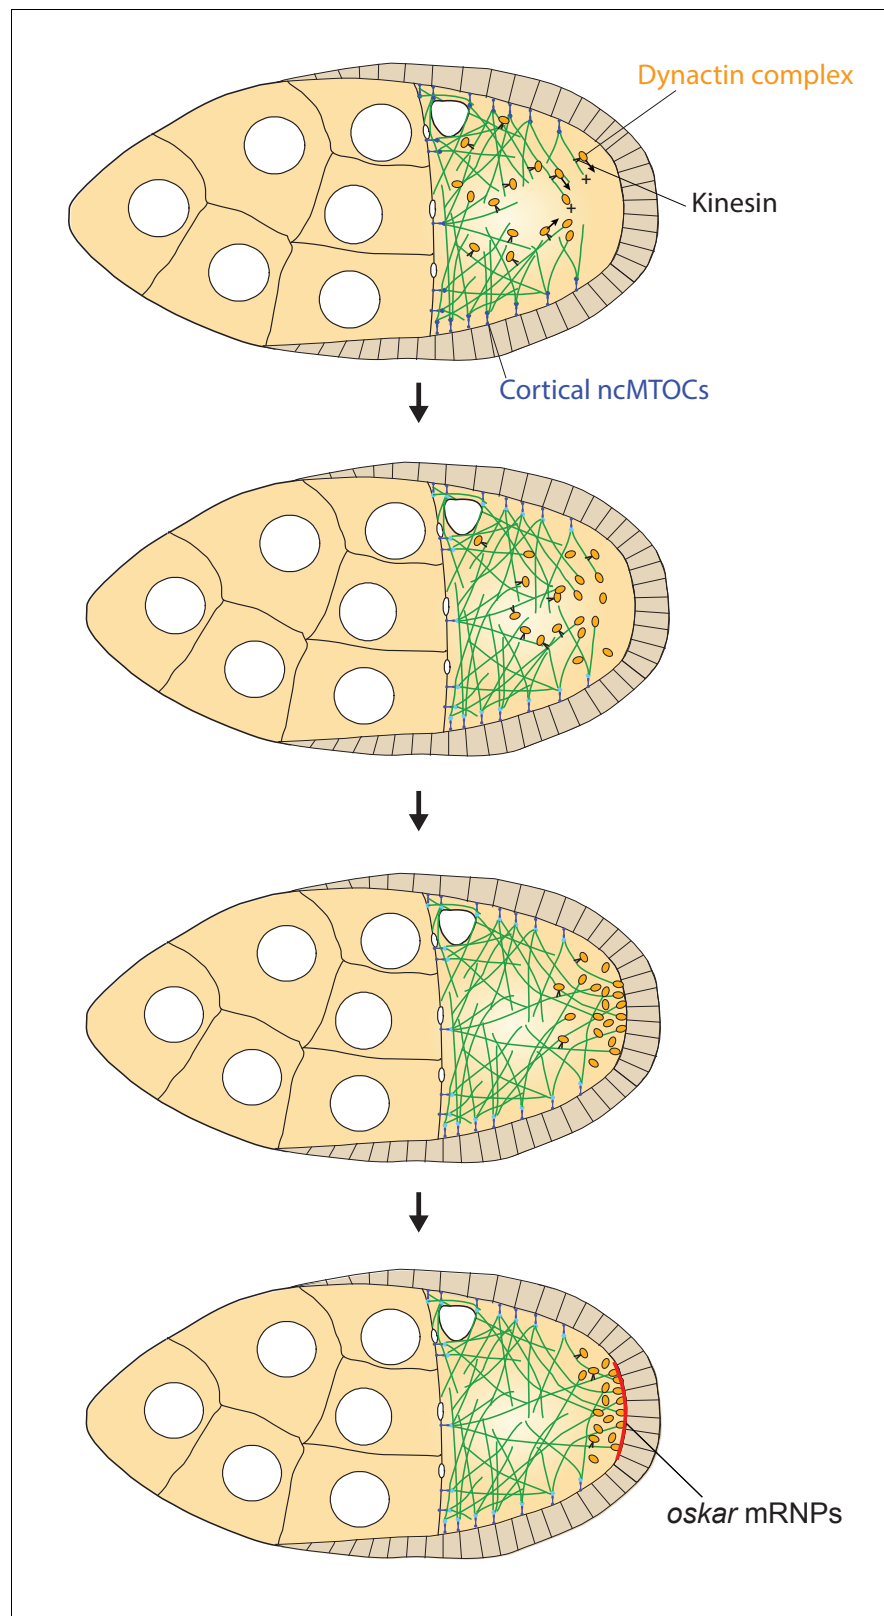 Dynactin complex
+
Kinesin
+
Cortical ncMTOCs
oskar mRNPs